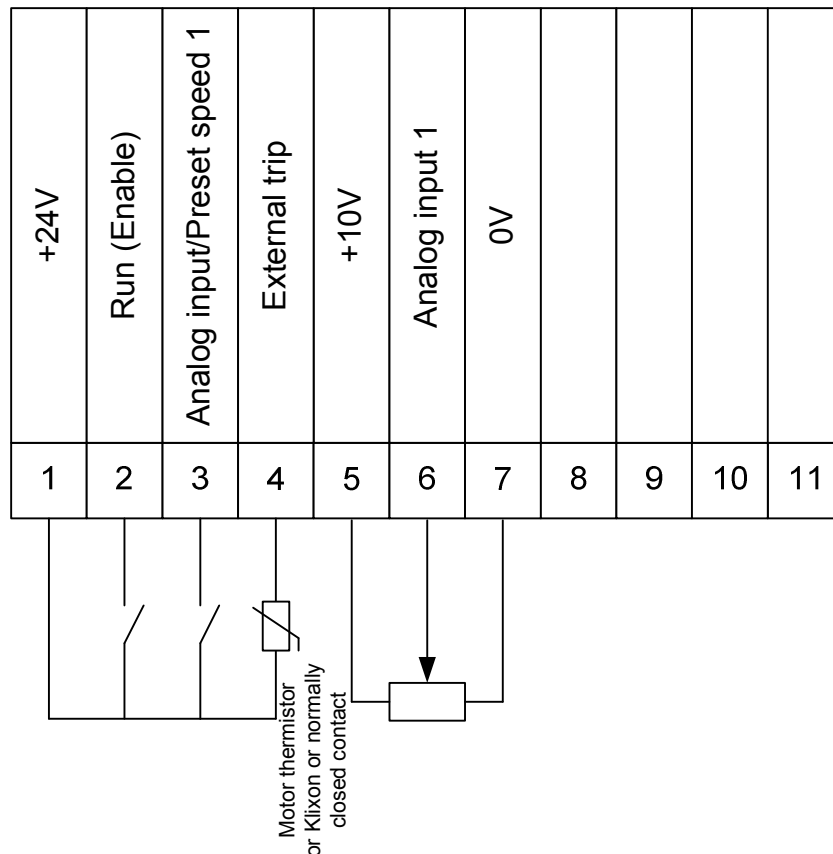 +24V
Run (Enable)
Analog input/Preset speed 1
External trip
+10V
Analog input 1
0V
1 2 3 4 5 6 7 8 9 10 11
Motor thermistor
or Klixon or normally
closed contact